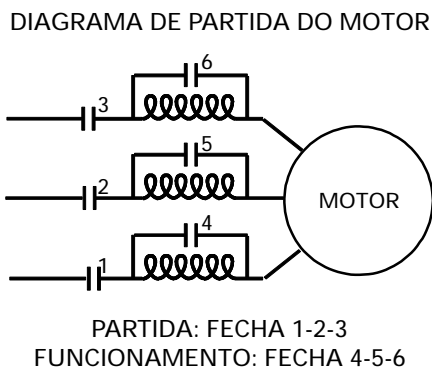 DIAGRAMA DE PARTIDA DO MOTOR
6
3
5
2
MOTOR
4
1
PARTIDA: FECHA 1-2-3
FUNCIONAMENTO: FECHA 4-5-6